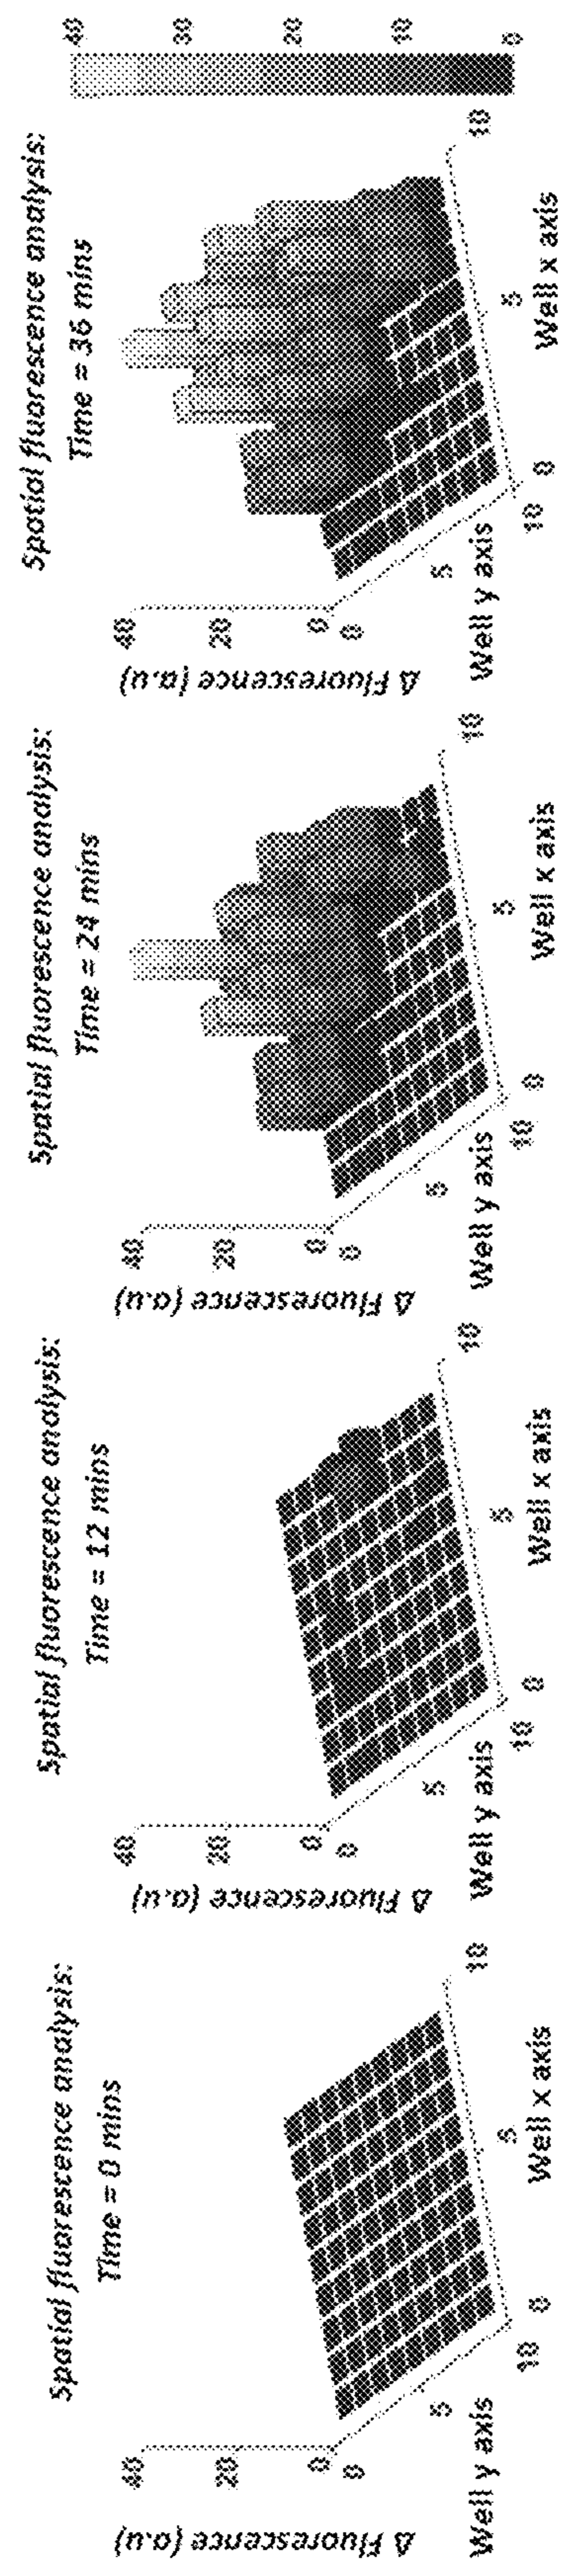 Spatial fluorescence analysis:
Time = 0 mins
Δ Fluorescence (a.u)
40
20
0
0
5
10
Well y axis
0
5
10
Well x axis
Spatial fluorescence analysis:
Time = 12 mins
Δ Fluorescence (a.u)
40
20
0
0
5
10
Well y axis
0
5
10
Well x axis
Spatial fluorescence analysis:
Time = 24 mins
Δ Fluorescence (a.u)
40
20
0
0
5
10
Well y axis
0
5
10
Well x axis
Spatial fluorescence analysis:
Time = 36 mins
Δ Fluorescence (a.u)
40
20
0
0
5
10
Well y axis
0
5
10
Well x axis
40
30
20
10
0